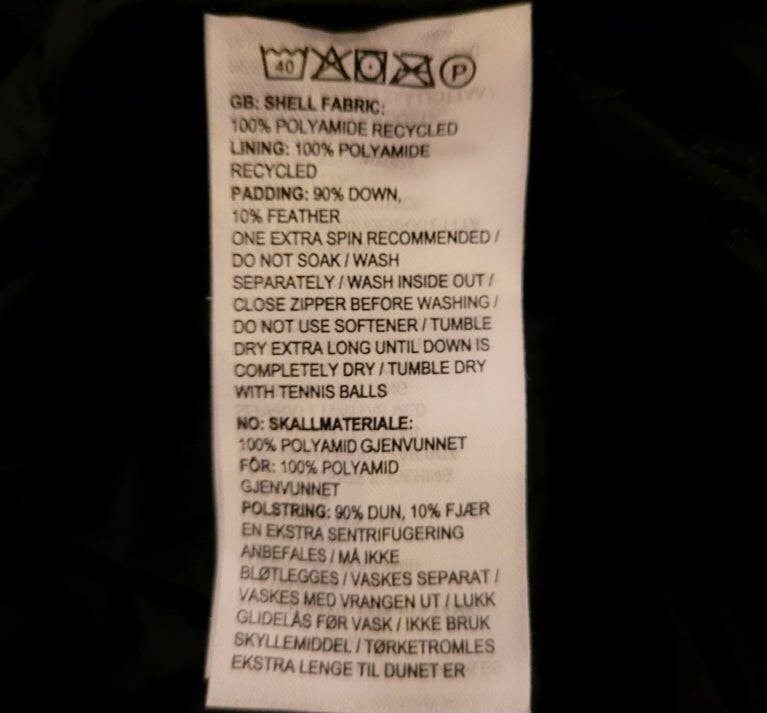 40 P
GB: SHELL FABRIC:
100% POLYAMIDE RECYCLED
LINING: 100% POLYAMIDE
RECYCLED
PADDING: 90% DOWN,
10% FEATHER
ONE EXTRA SPIN RECOMMENDED /
DO NOT SOAK / WASH
SEPARATELY / WASH INSIDE OUT /
CLOSE ZIPPER BEFORE WASHING /
DO NOT USE SOFTENER / TUMBLE
DRY EXTRA LONG UNTIL DOWN IS
COMPLETELY DRY / TUMBLE DRY
WITH TENNIS BALLS
NO: SKALLMATERIALE:
100% POLYAMID GJENVUNNET
FÔR: 100% POLYAMID
GJENVUNNET
POLSTRING: 90% DUN, 10% FJÆR
EN EKSTRA SENTRIFUGERING
ANBEFALES / MÅ IKKE
BLØTLEGGES / VASKES SEPARAT /
VASKES MED VRANGEN UT / LUKK
GLIDELÅS FØR VASK / IKKE BRUK
SKYLLEMIDDEL / TØRKETROMLES
EKSTRA LENGE TIL DUNET ER